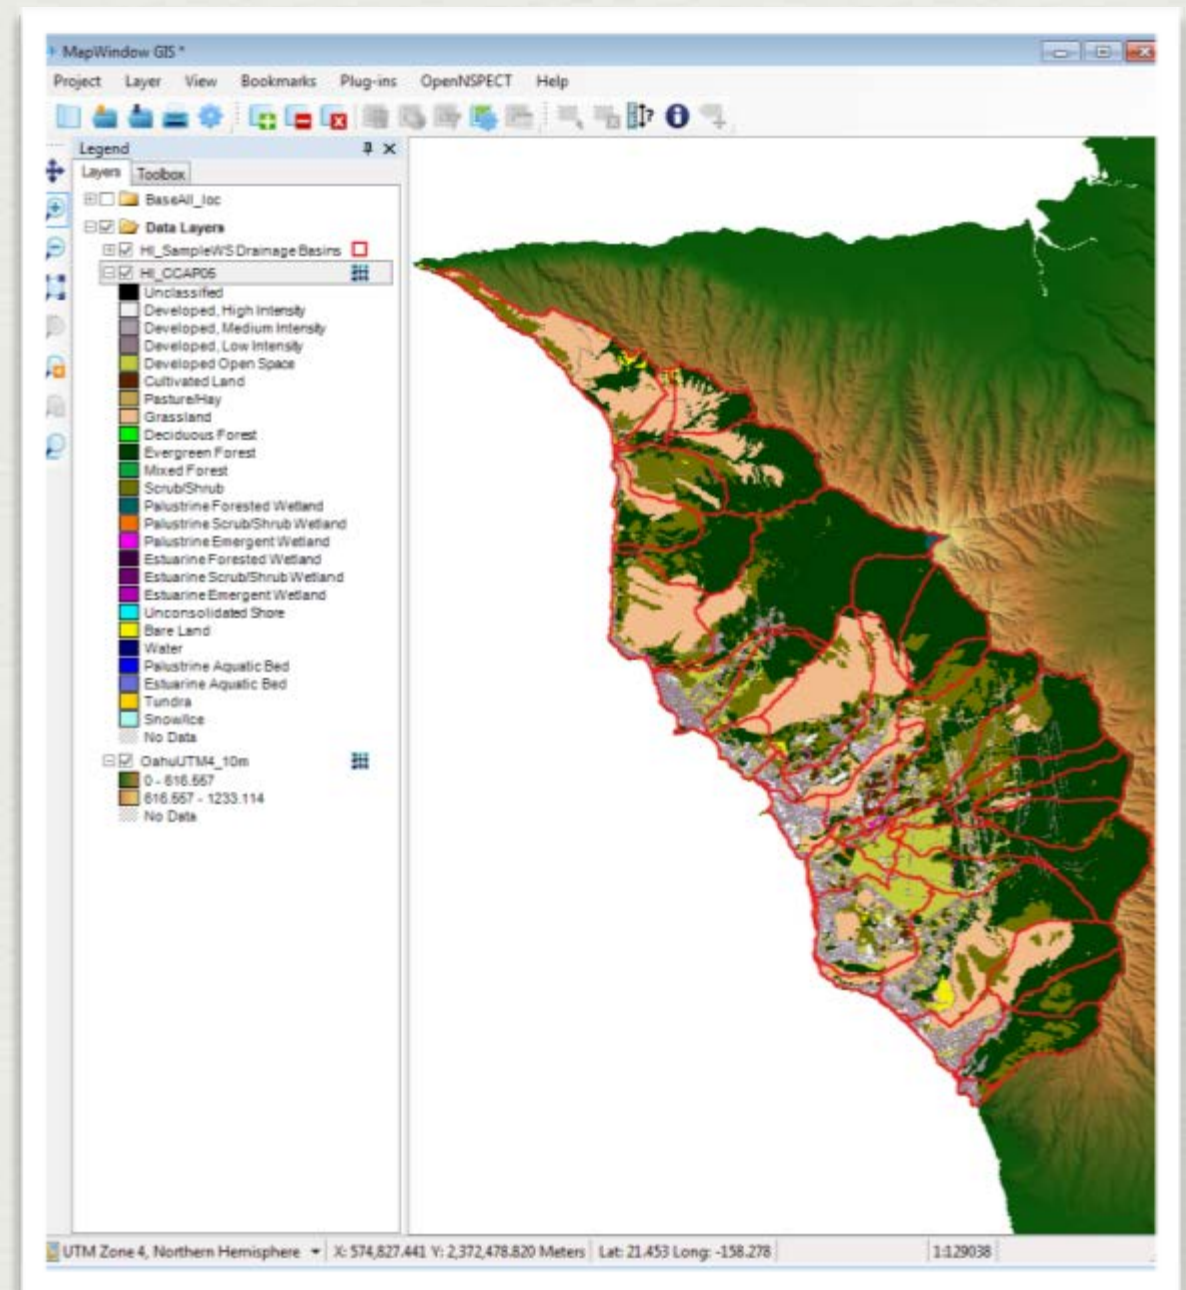 MapWindow GIS *
Project Layer View Bookmarks Plug-ins OpenNSPECT Help
Legend
Layers Toolbox
BaseAll_loc
Data Layers
HI_SampleWS Drainage Basins
HI_CCAP05
Unclassified
Developed, High Intensity
Developed, Medium Intensity
Developed, Low Intensity
Developed Open Space
Cultivated Land
Pasture/Hay
Grassland
Deciduous Forest
Evergreen Forest
Mixed Forest
Scrub/Shrub
Palustrine Forested Wetland
Palustrine Scrub/Shrub Wetland
Palustrine Emergent Wetland
Estuarine Forested Wetland
Estuarine Scrub/Shrub Wetland
Estuarine Emergent Wetland
Unconsolidated Shore
Bare Land
Water
Palustrine Aquatic Bed
Estuarine Aquatic Bed
Tundra
Snow/Ice
No Data
OahuUTM4_10m
0 - 616.557
616.557 - 1233.114
No Data
UTM Zone 4, Northern Hemisphere X: 574,827.441 Y: 2,372,478.820 Meters Lat: 21.453 Long: -158.278 1:129038